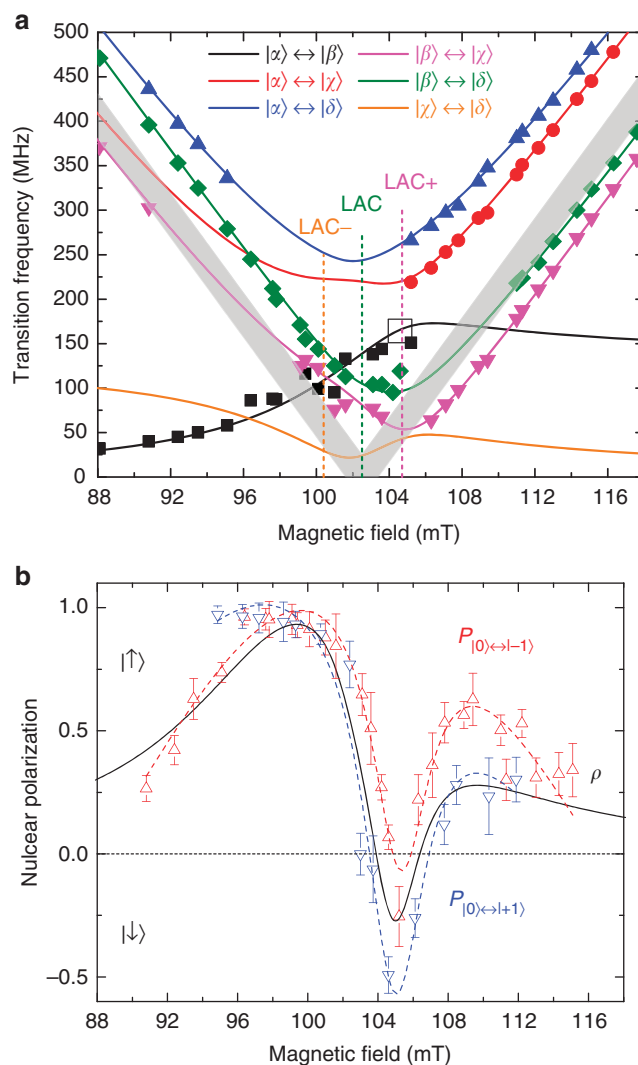 a
500
450
400
350
300
250
200
150
100
50
0
Transition frequency (MHz)
|α⟩ ↔ |β⟩
|α⟩ ↔ |χ⟩
|α⟩ ↔ |δ⟩
|β⟩ ↔ |χ⟩
|β⟩ ↔ |δ⟩
|χ⟩ ↔ |δ⟩
LAC−
LAC
LAC+
88 92 96 100 104 108 112 116
Magnetic field (mT)
b
1.0
0.5
0.0
−0.5
Nulcear polarization
|↑⟩
|↓⟩
P|0⟩↔|−1⟩
ρ
P|0⟩↔|+1⟩
88 92 96 100 104 108 112 116
Magnetic field (mT)